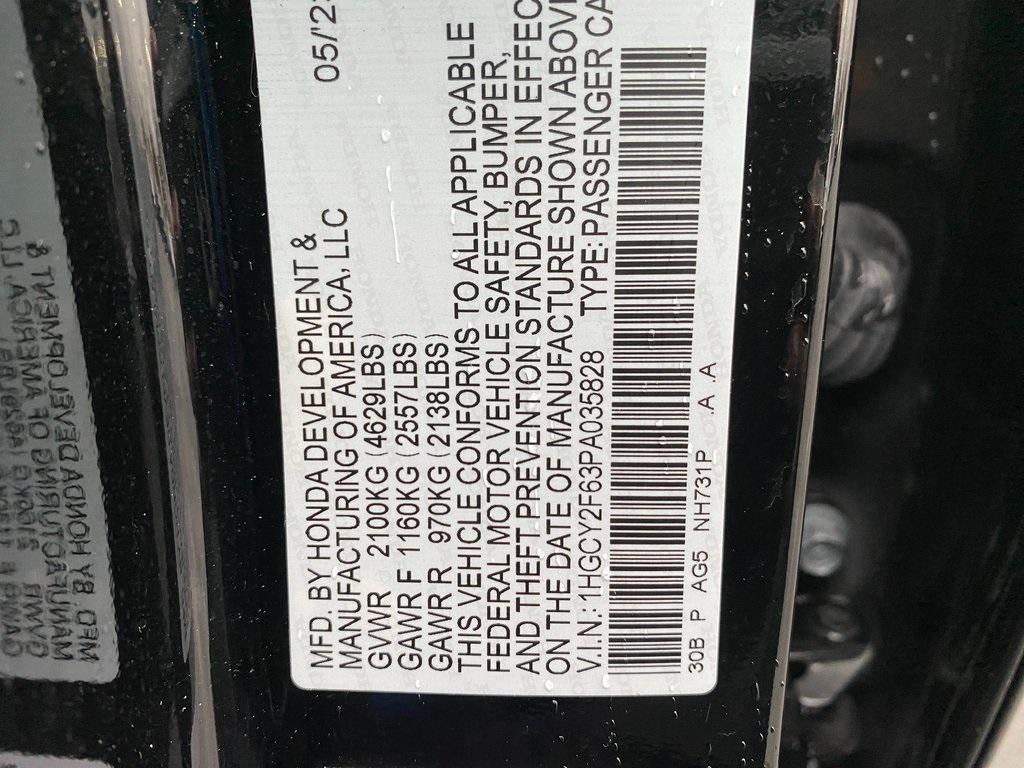 05/'2
MFD. BY HONDA DEVELOPMENT &
MANUFACTURING OF AMERICA, LLC
GVWR 2100KG (4629LBS)
GAWR F 1160KG (2557LBS)
GAWR R 970KG (2138LBS)
THIS VEHICLE CONFORMS TO ALL APPLICABLE
FEDERAL MOTOR VEHICLE SAFETY, BUMPER,
AND THEFT PREVENTION STANDARDS IN EFFEC
ON THE DATE OF MANUFACTURE SHOWN ABOVE
V.I.N.: 1HGCY2F63PA035828 TYPE: PASSENGER CA
30B P AG5 NH731P .A .A